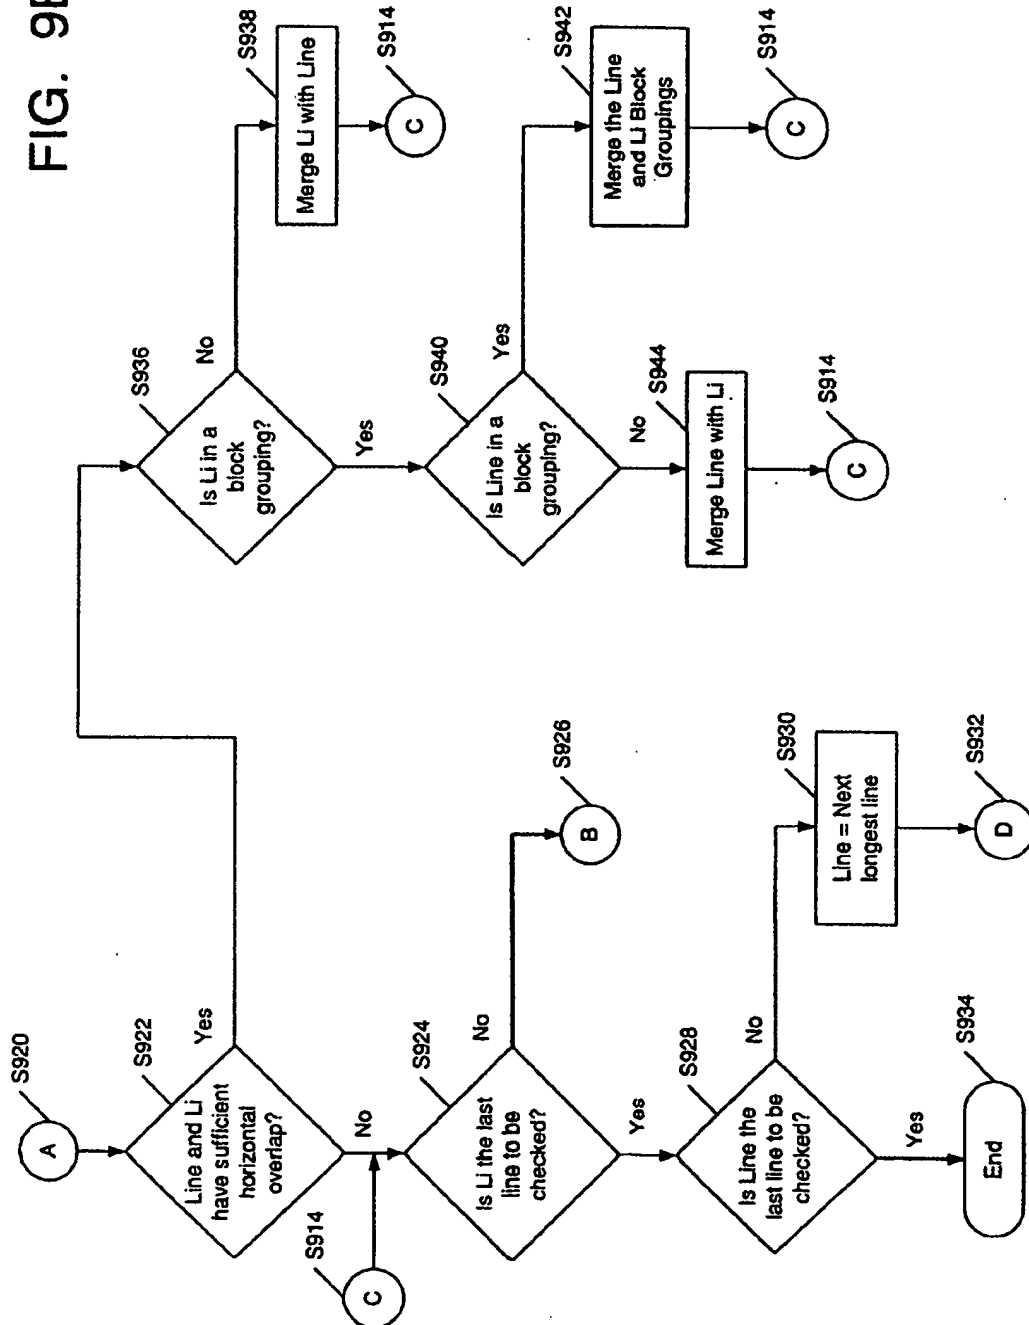 FIG. 9B
S920
A
S922
Line and Li
have sufficient
horizontal
overlap?
Yes
No
S914
C
S924
Is Li the last
line to be
checked?
No
S926
B
Yes
S928
Is Line the
last line to be
checked?
No
S930
Line = Next
longest line
S932
D
Yes
S934
End
S936
Is Li in a
block
grouping?
No
S938
Merge Li with Line
S914
C
Yes
S940
Is Line in a
block
grouping?
Yes
S942
Merge the Line
and Li Block
Groupings
S914
C
No
S944
Merge Line with Li
S914
C